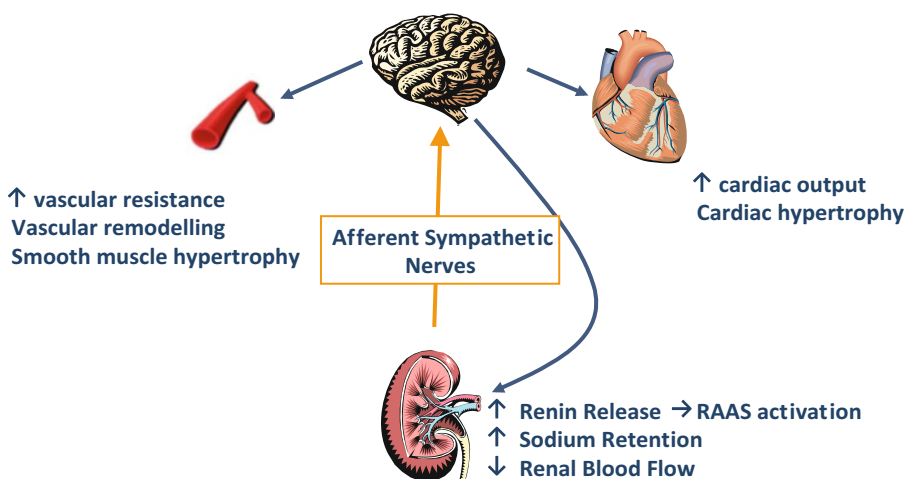 ↑ vascular resistance
Vascular remodelling
Smooth muscle hypertrophy
↑ cardiac output
Cardiac hypertrophy
Afferent Sympathetic
Nerves
↑ Renin Release → RAAS activation
↑ Sodium Retention
↓ Renal Blood Flow